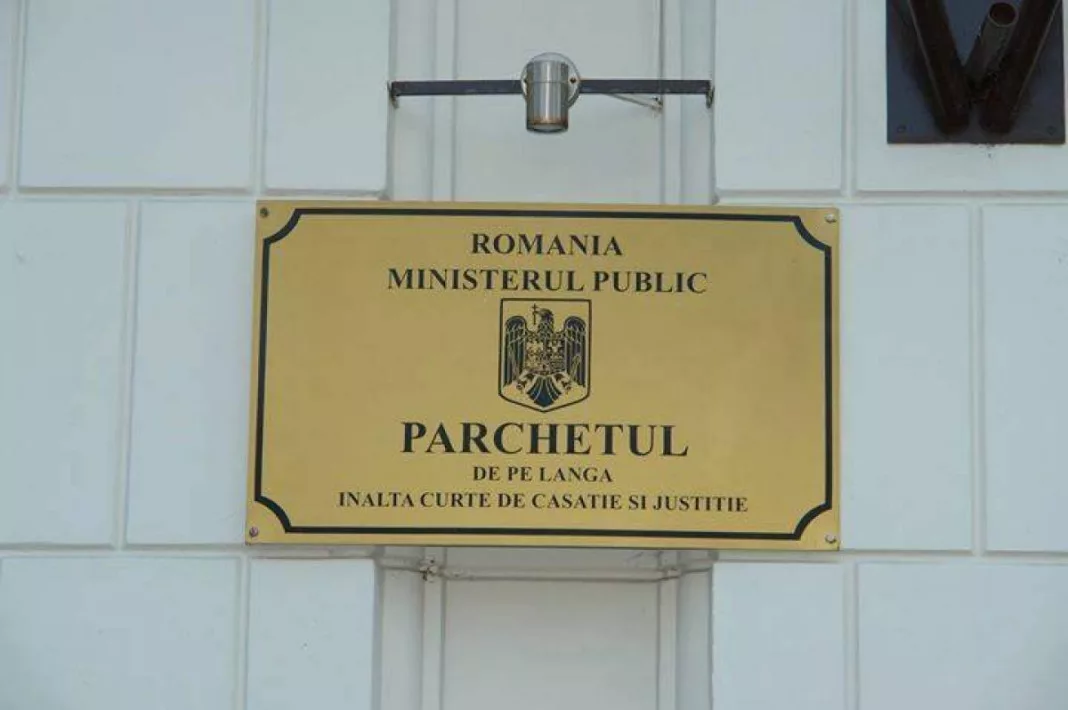 ROMANIA
MINISTERUL PUBLIC
PARCHETUL
DE PE LANGA
INALTA CURTE DE CASATIE SI JUSTITIE